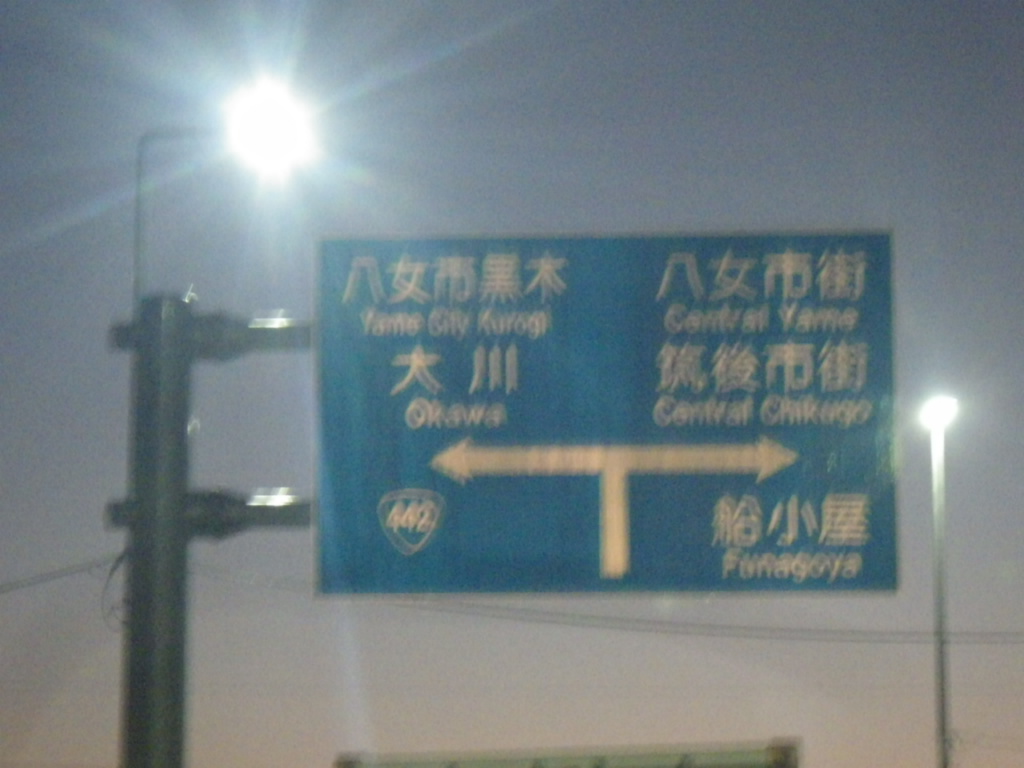 八女市黒木
Yame City Kurogi
大川
Okawa
八女市街
Central Yame
筑後市街
Central Chikugo
442
船小屋
Funagoya